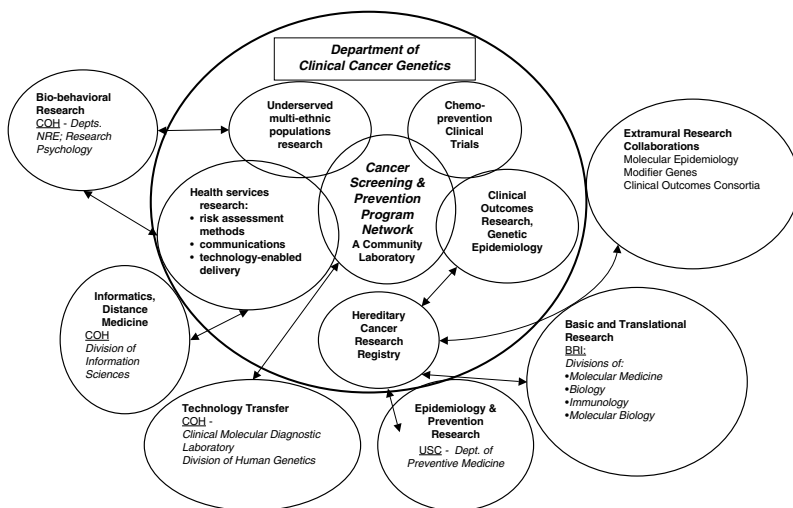 Department of
Clinical Cancer Genetics
Bio-behavioral
Research
COH - Depts.
NRE; Research
Psychology
Underserved
multi-ethnic
populations
research
Chemo-
prevention
Clinical
Trials
Extramural Research
Collaborations
Molecular Epidemiology
Modifier Genes
Clinical Outcomes Consortia
Cancer
Screening &
Prevention
Program
Network
A Community
Laboratory
Health services
research:
• risk assessment
methods
• communications
• technology-enabled
delivery
Clinical
Outcomes
Research,
Genetic
Epidemiology
Informatics,
Distance
Medicine
COH
Division of
Information
Sciences
Hereditary
Cancer
Research
Registry
Basic and Translational
Research
BRI:
Divisions of:
•Molecular Medicine
•Biology
•Immunology
•Molecular Biology
Technology Transfer
COH -
Clinical Molecular Diagnostic
Laboratory
Division of Human Genetics
Epidemiology &
Prevention
Research
USC - Dept. of
Preventive Medicine